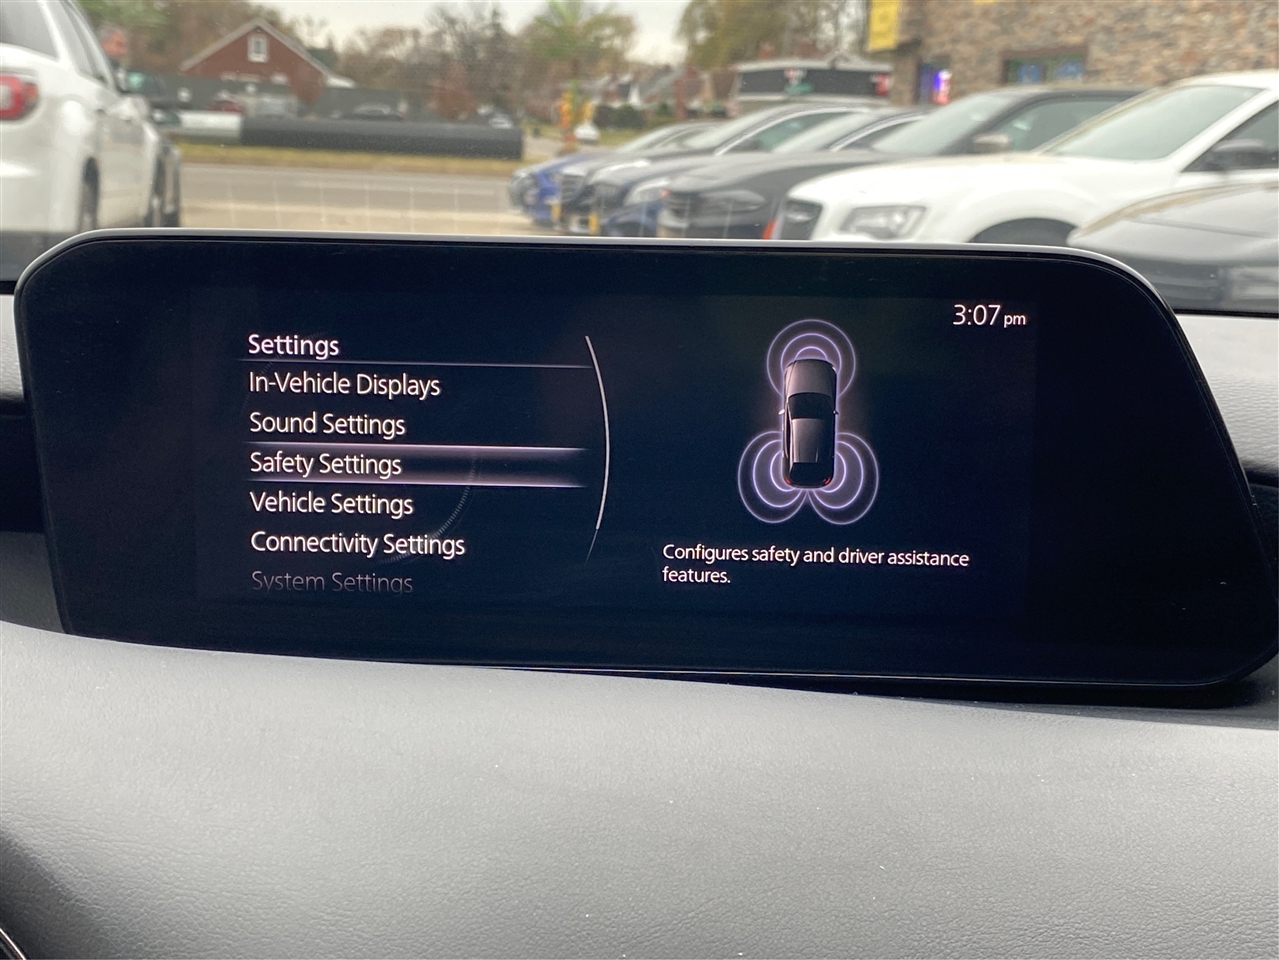 3:07 pm
Settings
In-Vehicle Displays
Sound Settings
Safety Settings
Vehicle Settings
Connectivity Settings
System Settings
Configures safety and driver assistance
features.